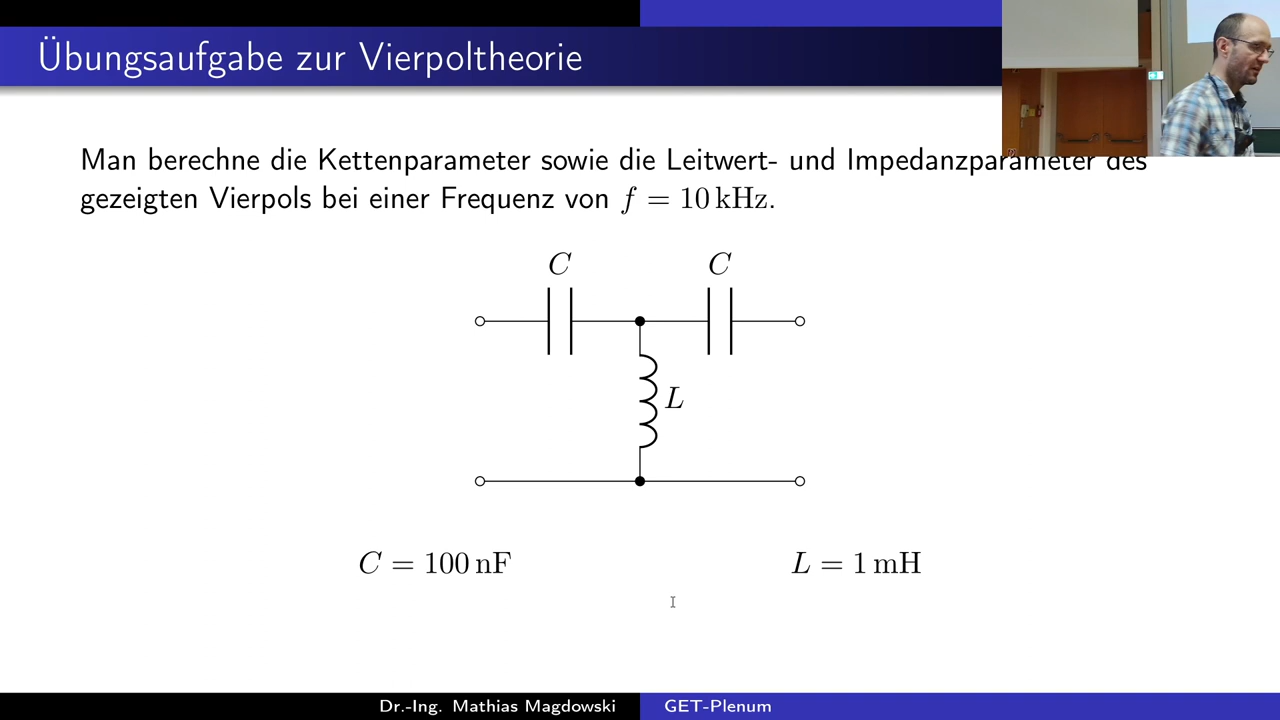 Übungsaufgabe zur Vierpoltheorie
Man berechne die Kettenparameter sowie die Leitwert- und Impedanzparameter des
gezeigten Vierpols bei einer Frequenz von f = 10 kHz.
C C
L
C = 100 nF L = 1 mH
Dr.-Ing. Mathias Magdowski GET-Plenum